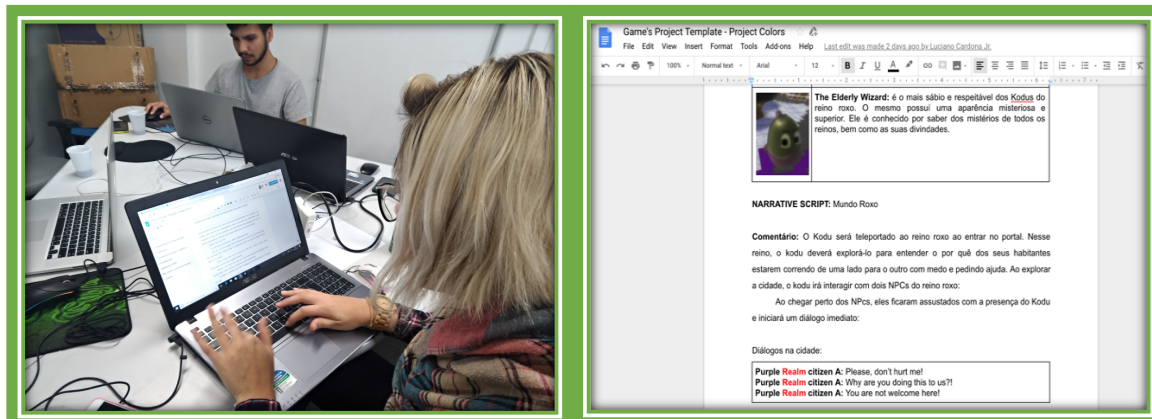 Game's Project Template - Project Colors
File Edit View Insert Format Tools Add-ons Help Last edit was made 2 days ago by Luciano Cardona Jr.
100% Normal text Arial 12 B I U A
The Elderly Wizard: é o mais sábio e respeitável dos Kodus do
reino roxo. O mesmo possui uma aparência misteriosa e
superior. Ele é conhecido por saber dos mistérios de todos os
reinos, bem como as suas divindades.
NARRATIVE SCRIPT: Mundo Roxo
Comentário: O Kodu será teleportado ao reino roxo ao entrar no portal. Nesse
reino, o kodu deverá explorá-lo para entender o por quê dos seus habitantes
estarem correndo de uma lado para o outro com medo e pedindo ajuda. Ao explorar
a cidade, o kodu irá interagir com dois NPCs do reino roxo:
Ao chegar perto dos NPcs, eles ficaram assustados com a presença do Kodu
e iniciará um diálogo imediato:
Diálogos na cidade:
Purple Realm citizen A: Please, don't hurt me!
Purple Realm citizen A: Why are you doing this to us?!
Purple Realm citizen A: You are not welcome here!